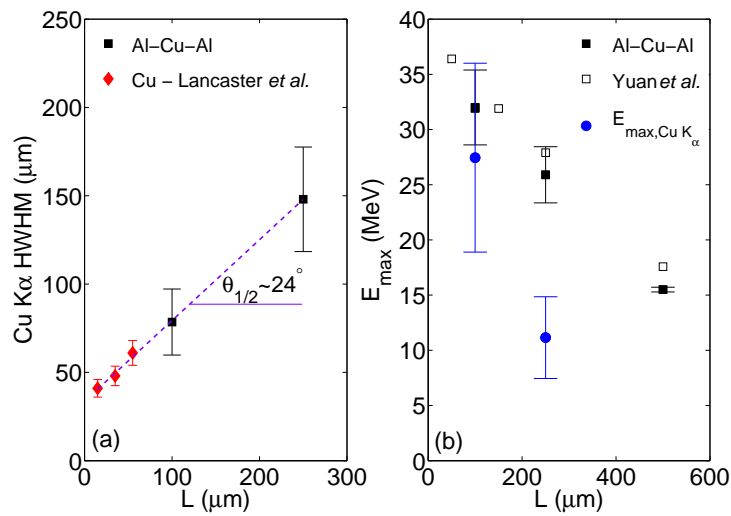 250
200
150
100
50
0
Cu Kα HWHM (μm)
Al−Cu−Al
Cu − Lancaster et al.
θ1/2~24°
(a)
0
100
200
300
L (μm)
40
35
30
25
20
15
10
5
0
Emax (MeV)
Al−Cu−Al
Yuan et al.
Emax,Cu Kα
(b)
0
200
400
600
L (μm)